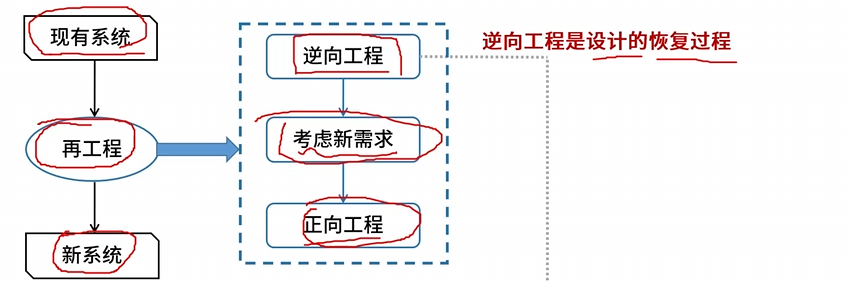 现有系统
再工程
新系统
逆向工程
考虑新需求
正向工程
逆向工程是设计的恢复过程